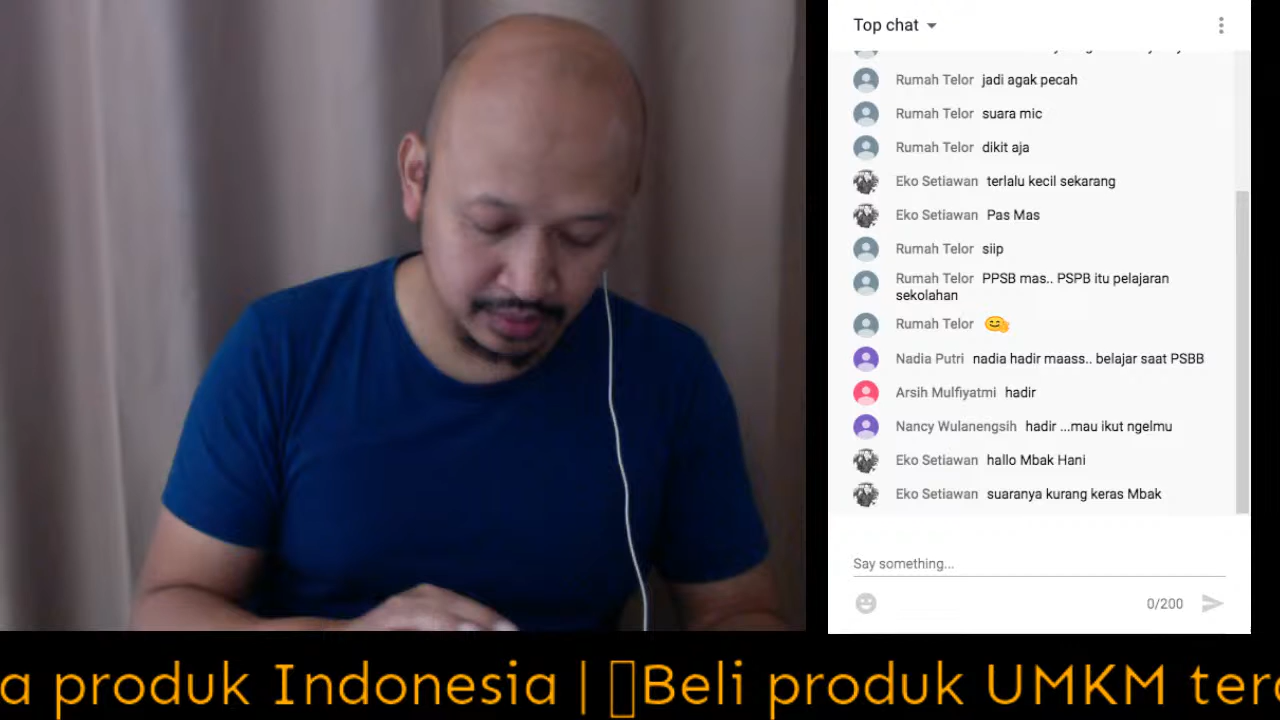 Top chat
Rumah Telor jadi agak pecah
Rumah Telor suara mic
Rumah Telor dikit aja
Eko Setiawan terlalu kecil sekarang
Eko Setiawan Pas Mas
Rumah Telor siip
Rumah Telor PPSB mas.. PSPB itu pelajaran
sekolahan
Rumah Telor 🤗
Nadia Putri nadia hadir maass.. belajar saat PSBB
Arsih Mulfiyatmi hadir
Nancy Wulanengsih hadir ...mau ikut ngelmu
Eko Setiawan hallo Mbak Hani
Eko Setiawan suaranya kurang keras Mbak
Say something...
0/200
a produk Indonesia | Beli produk UMKM